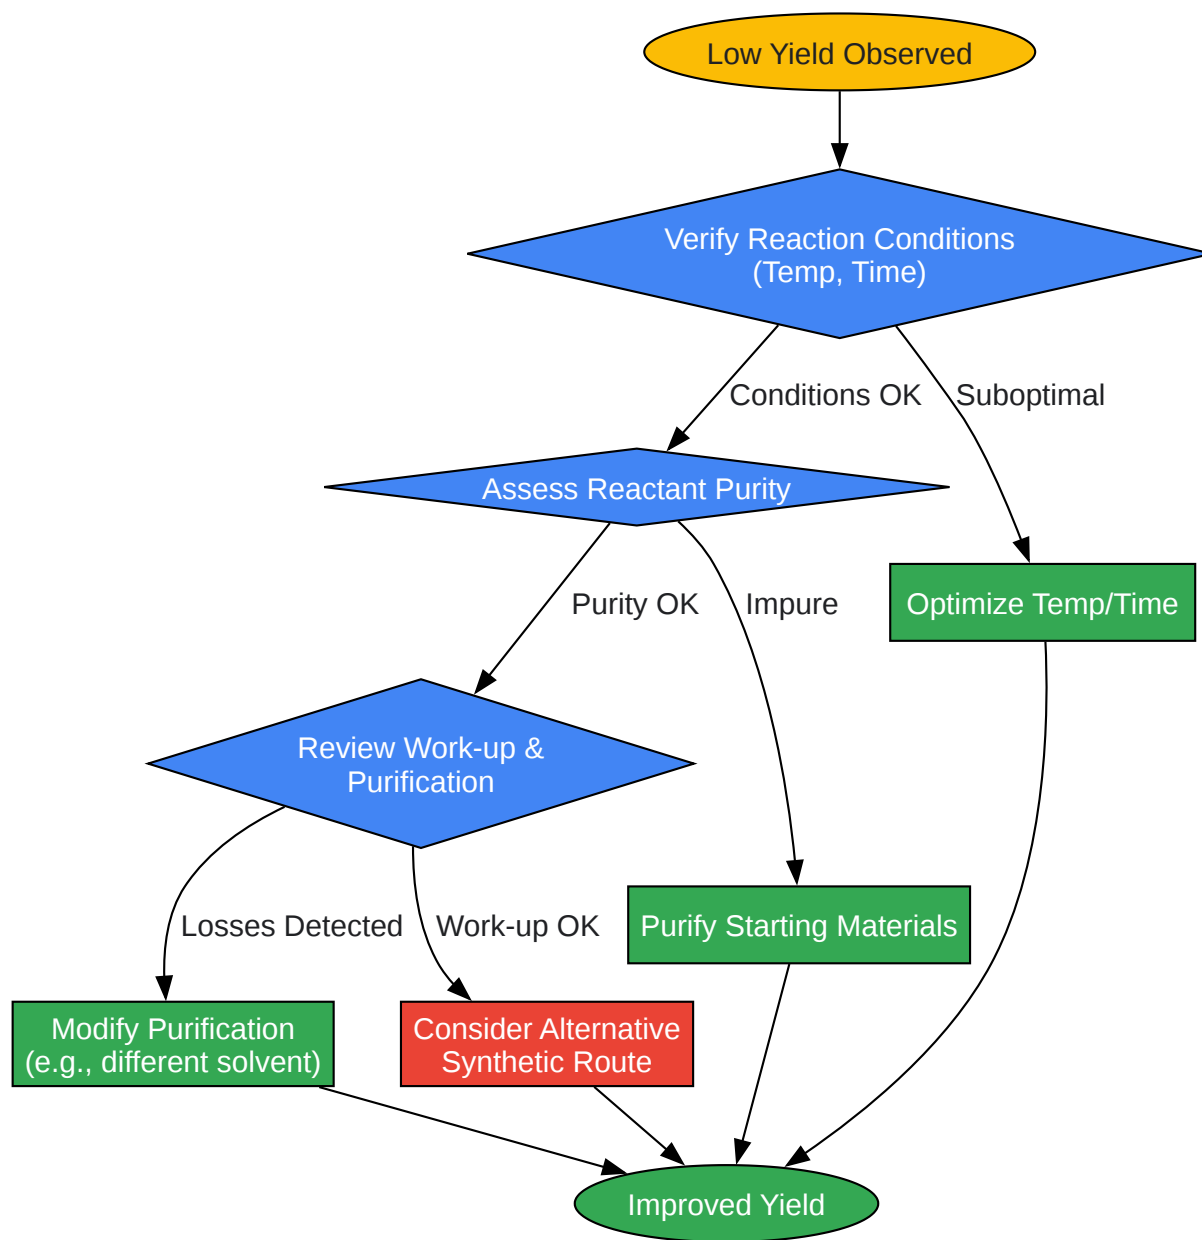 Low Yield Observed
Verify Reaction Conditions
(Temp, Time)
Conditions OK
Suboptimal
Assess Reactant Purity
Purity OK
Impure
Optimize Temp/Time
Review Work-up &
Purification
Losses Detected
Work-up OK
Purify Starting Materials
Modify Purification
(e.g., different solvent)
Consider Alternative
Synthetic Route
Improved Yield